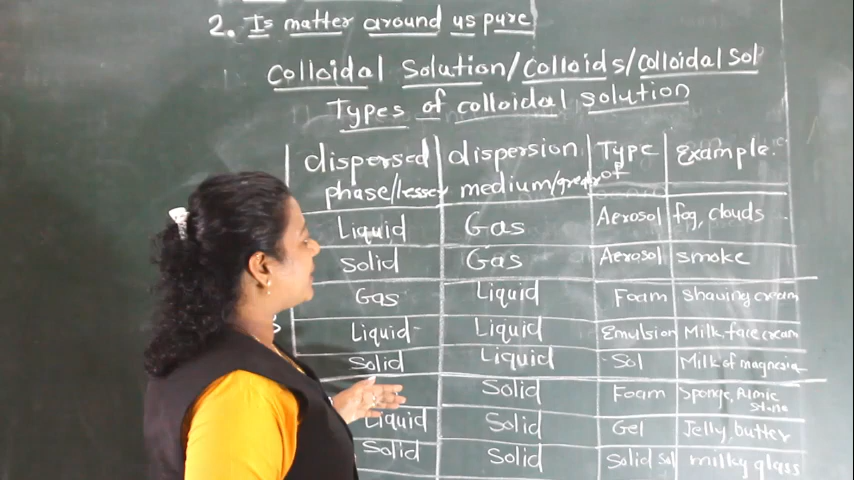 2. Is matter around us pure
Colloidal Solution/Colloids/Colloidal Sol
Types of colloidal solution
dispersed phase/lesser dispersion medium/greater Type of Example.
Liquid Gas Aerosol fog, clouds
Solid Gas Aerosol smoke
Gas Liquid Foam shaving cream
Liquid Liquid Emulsion Milk, face cream
Solid Liquid Sol Milk of magnesia
Solid Foam Sponge, Pumic stone
Liquid Solid Gel Jelly, butter
Solid Solid Solid Sol milky glass